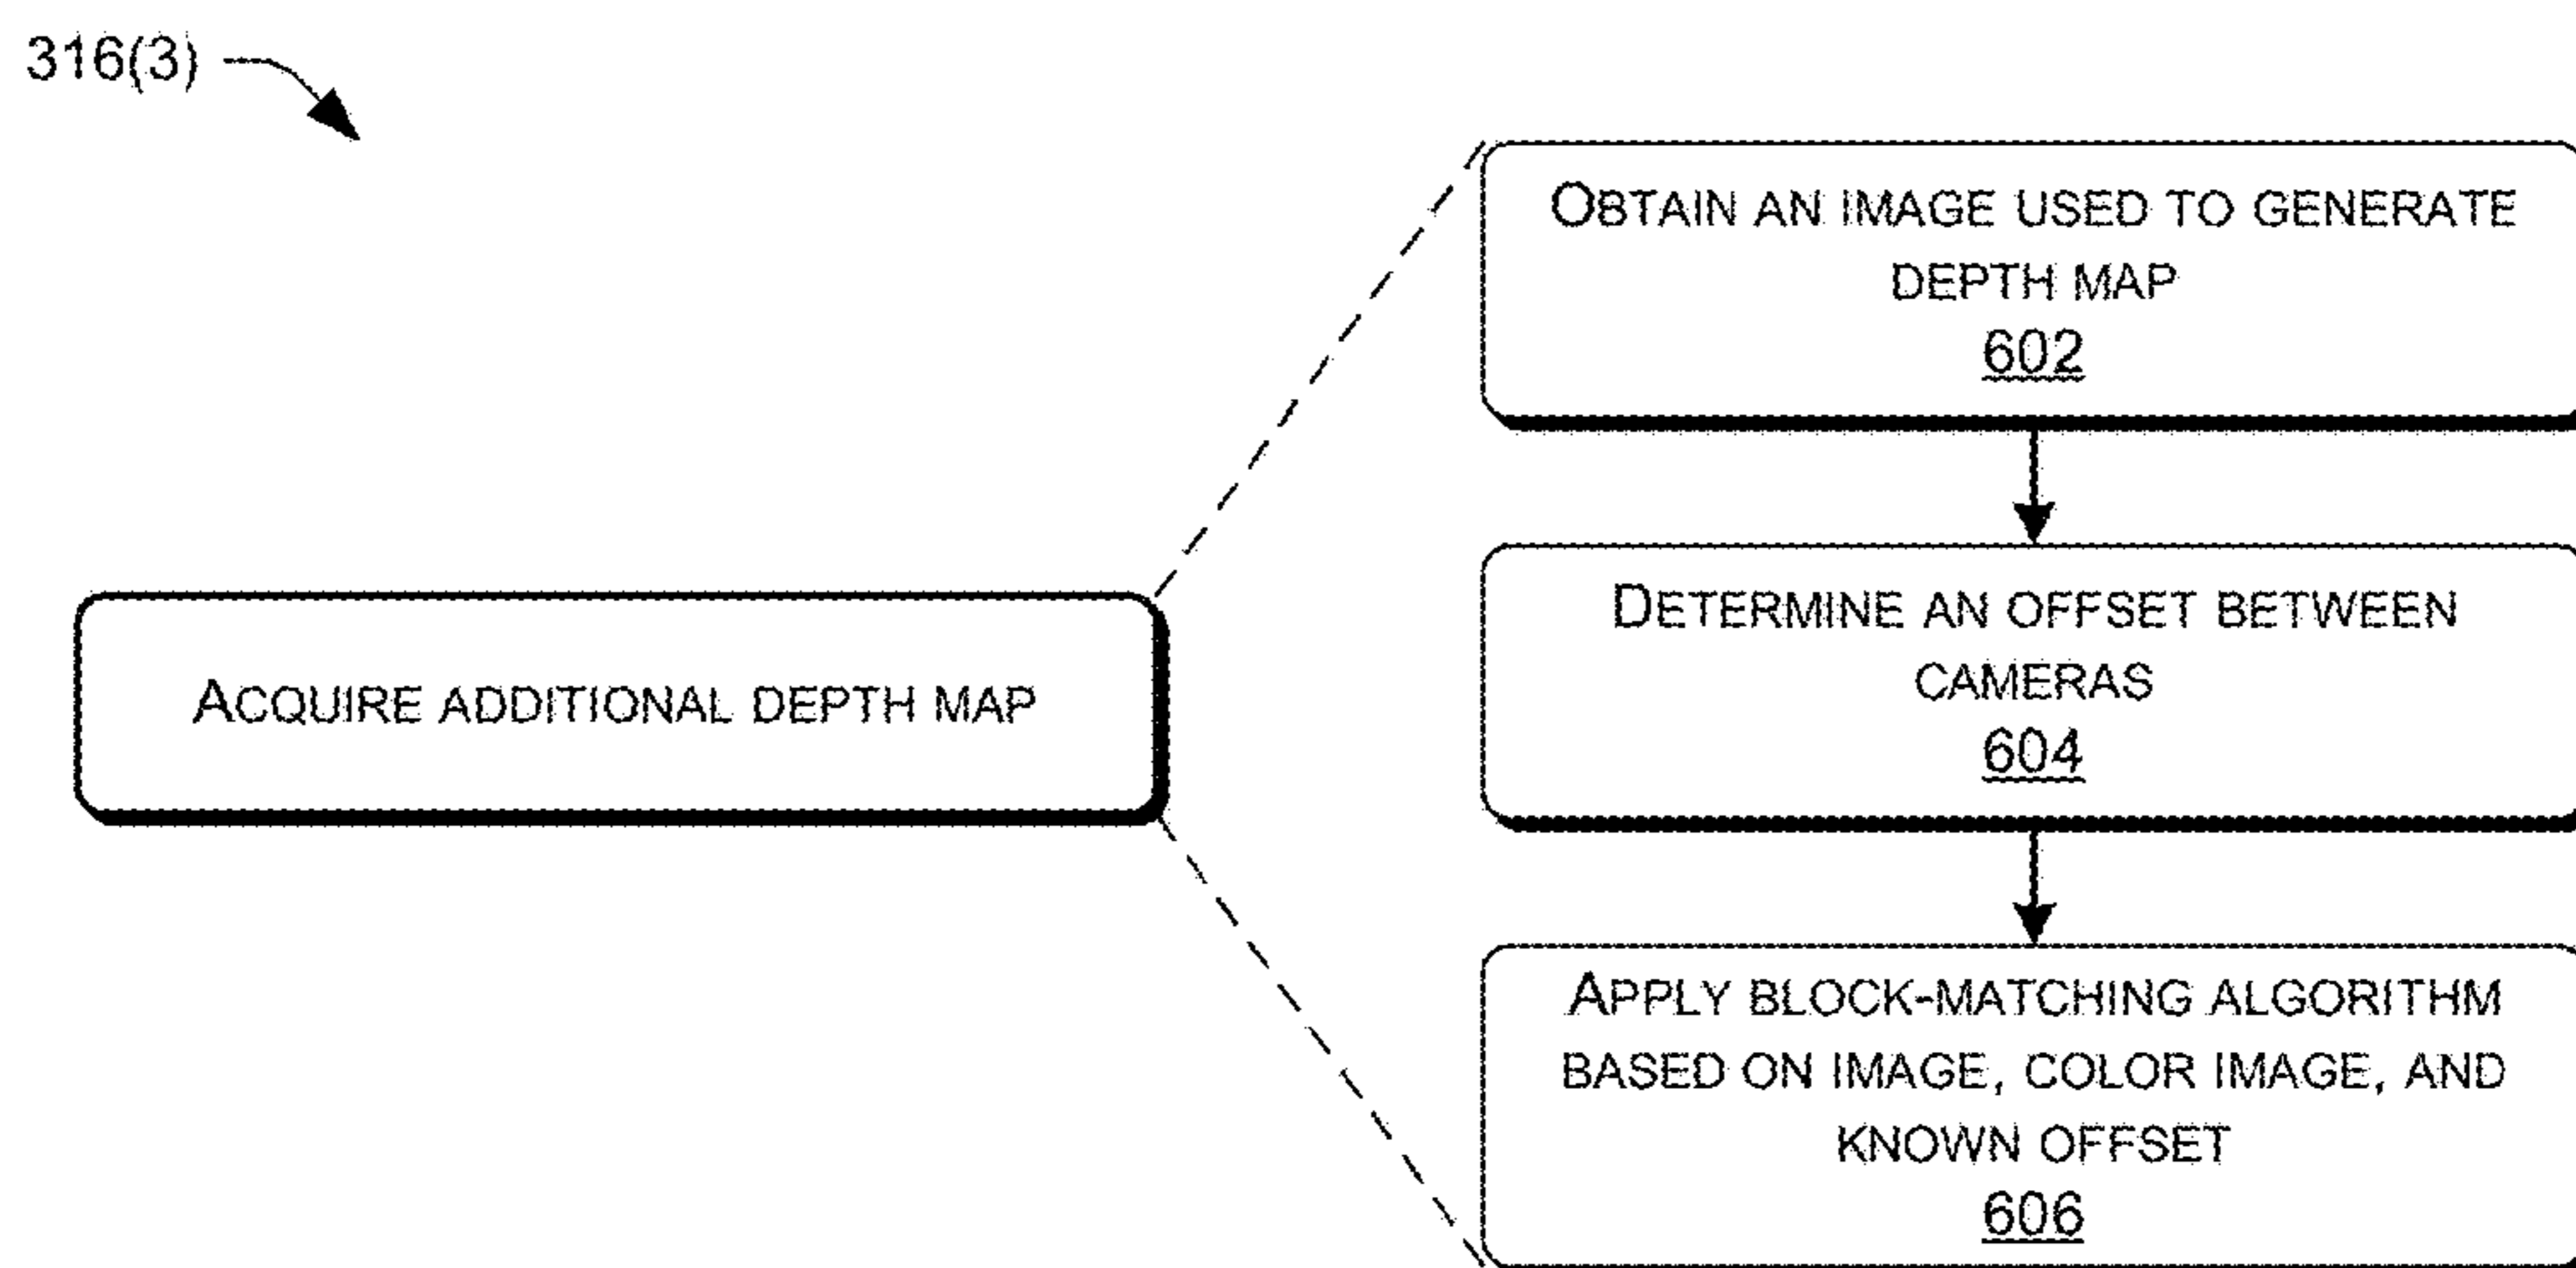 316(3)
ACQUIRE ADDITIONAL DEPTH MAP
OBTAIN AN IMAGE USED TO GENERATE
DEPTH MAP
602
DETERMINE AN OFFSET BETWEEN
CAMERAS
604
APPLY BLOCK-MATCHING ALGORITHM
BASED ON IMAGE, COLOR IMAGE, AND
KNOWN OFFSET
606